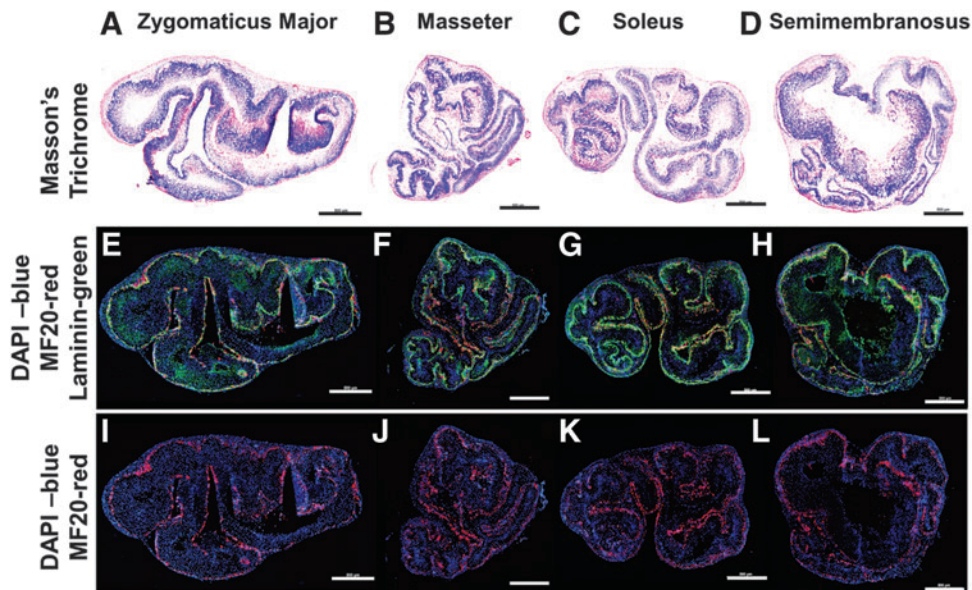 A Zygomaticus Major
B Masseter
C Soleus
D Semimembranosus
Masson's
Trichrome
E
F
G
H
DAPI –blue
MF20-red
Laminin-green
I
J
K
L
DAPI –blue
MF20-red